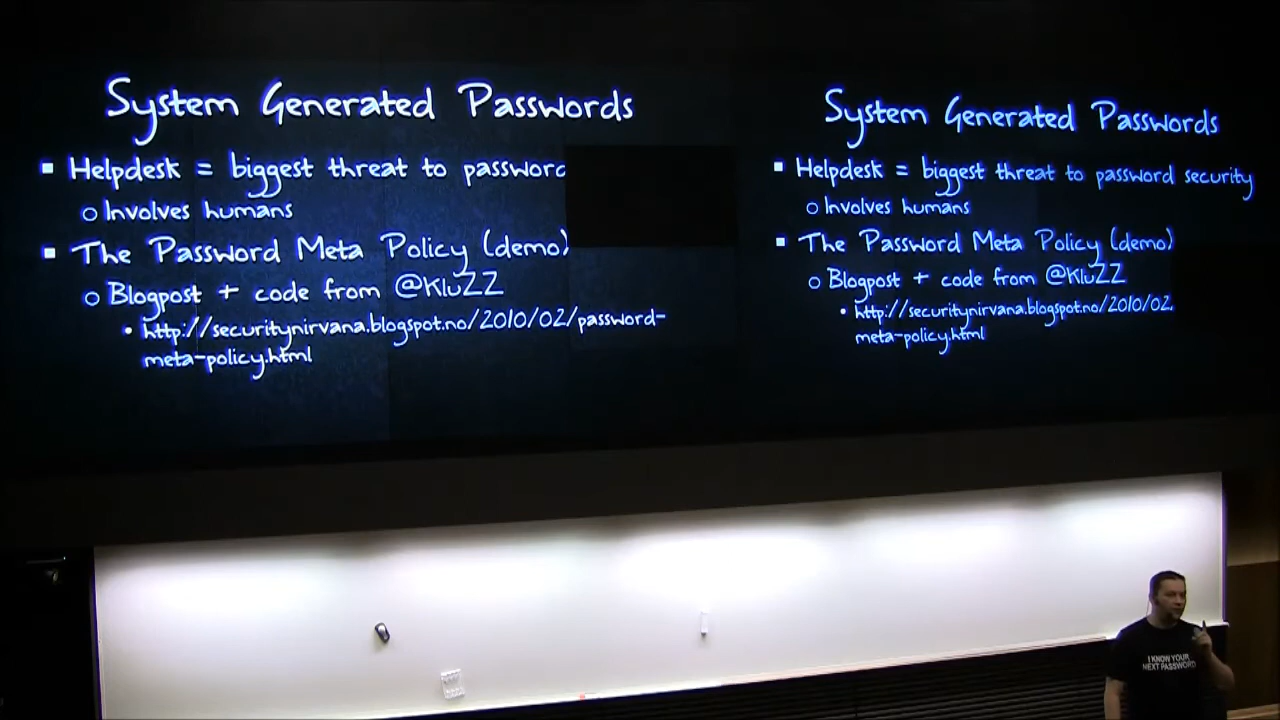 System Generated Passwords
▪ Helpdesk = biggest threat to password
o Involves humans
▪ The Password Meta Policy (demo)
o Blogpost + code from @KluZZ
• http://securitynirvana.blogspot.no/2010/02/password-
meta-policy.html
System Generated Passwords
▪ Helpdesk = biggest threat to password security
o Involves humans
▪ The Password Meta Policy (demo)
o Blogpost + code from @KluZZ
• http://securitynirvana.blogspot.no/2010/02
meta-policy.html
I KNOW YOUR
NEXT PASSWORD